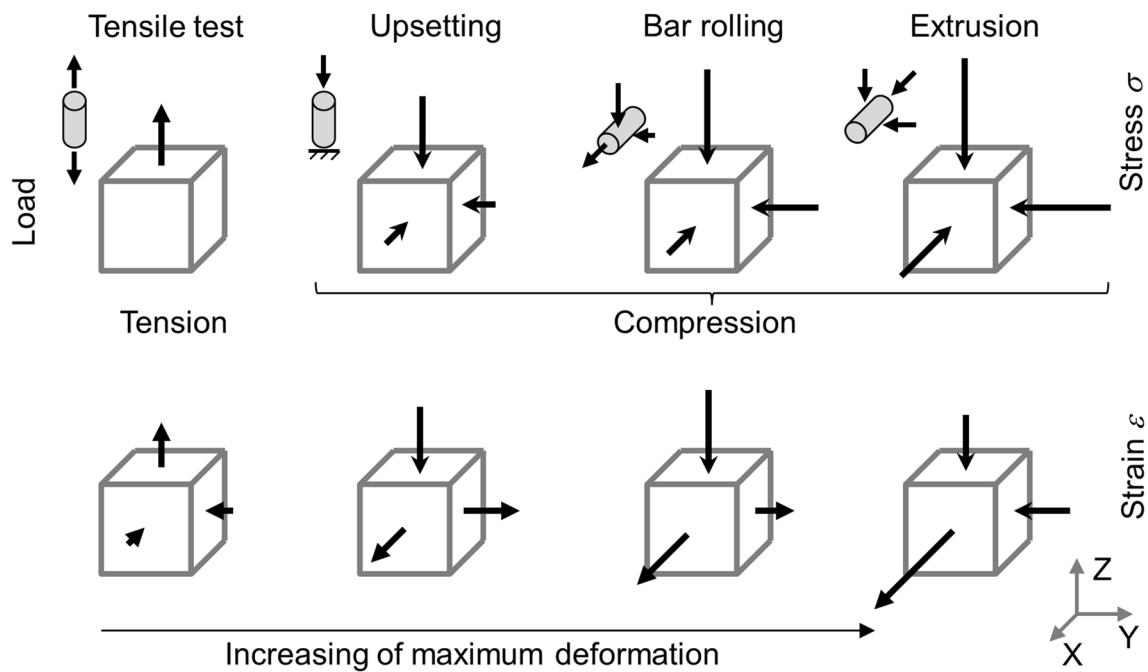 Tensile test
Upsetting
Bar rolling
Extrusion
Load
Stress σ
Tension
Compression
Strain ε
Z
Y
X
Increasing of maximum deformation